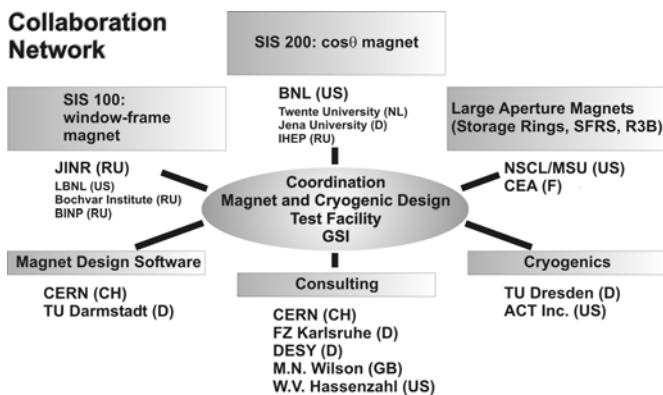 Collaboration
Network
SIS 200: cosθ magnet
BNL (US)
Twente University (NL)
Jena University (D)
IHEP (RU)
SIS 100:
window-frame
magnet
JINR (RU)
LBNL (US)
Bochvar Institute (RU)
BINP (RU)
Large Aperture Magnets
(Storage Rings, SFRS, R3B)
NSCL/MSU (US)
CEA (F)
Coordination
Magnet and Cryogenic Design
Test Facility
GSI
Magnet Design Software
CERN (CH)
TU Darmstadt (D)
Consulting
CERN (CH)
FZ Karlsruhe (D)
DESY (D)
M.N. Wilson (GB)
W.V. Hassenzahl (US)
Cryogenics
TU Dresden (D)
ACT Inc. (US)